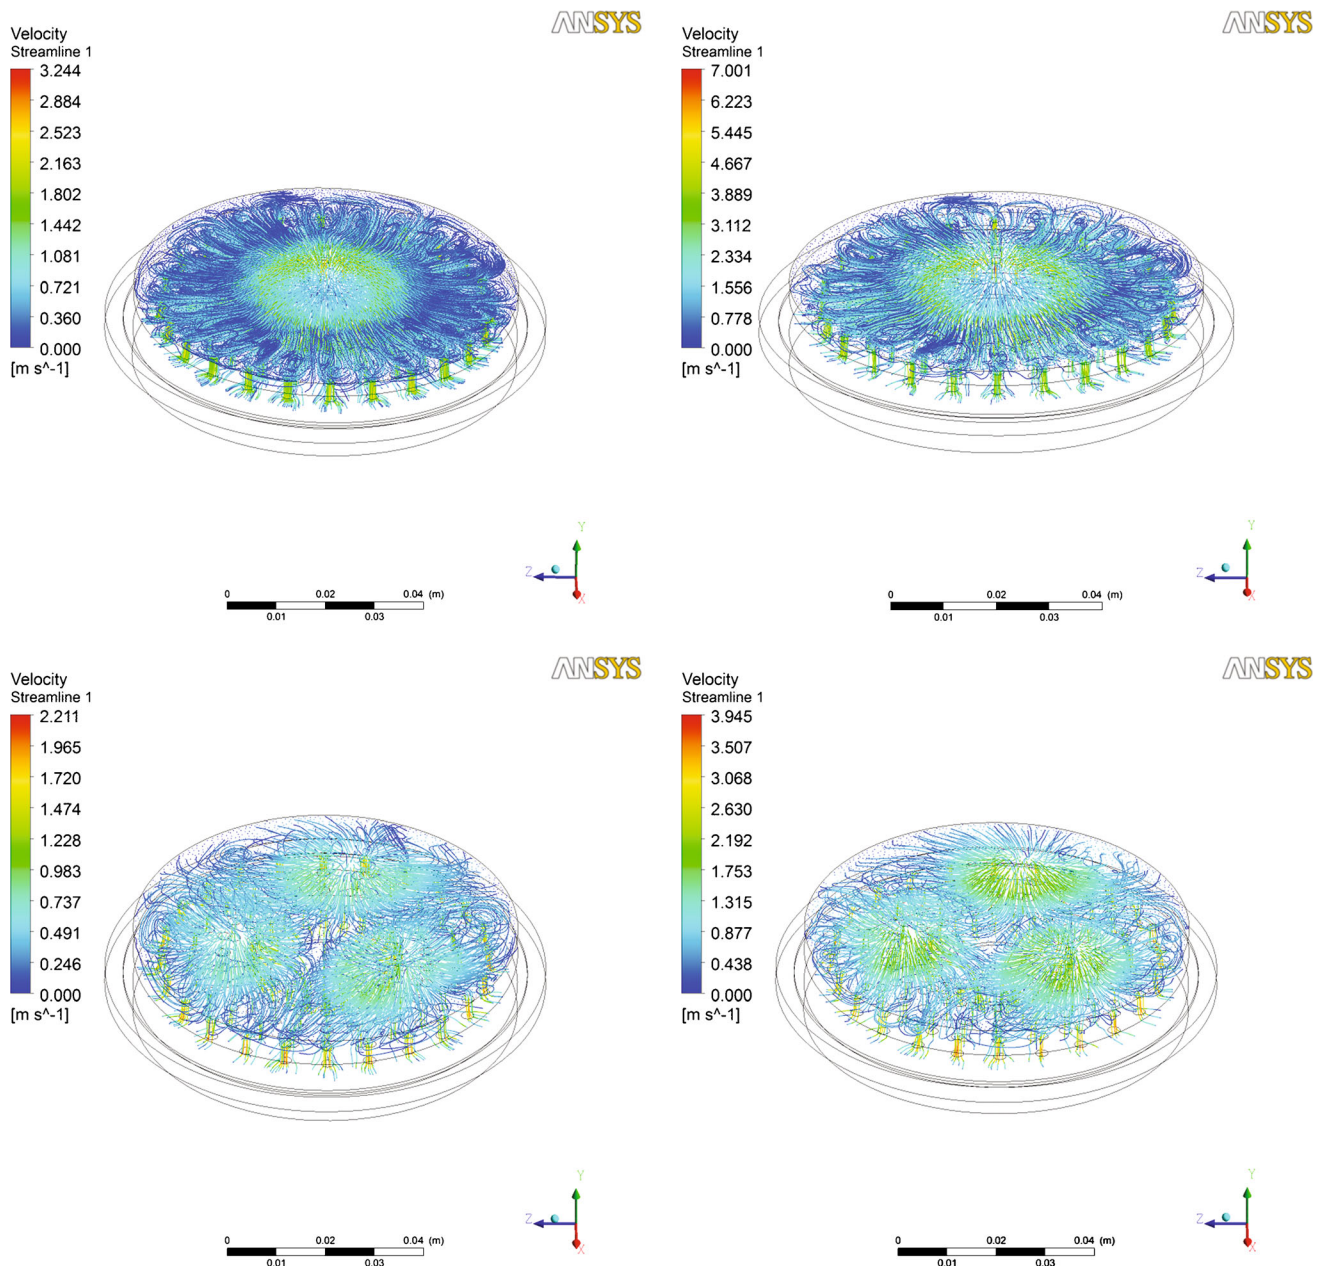 ANSYS
Velocity
Streamline 1
3.244
2.884
2.523
2.163
1.802
1.442
1.081
0.721
0.360
0.000
[m s^-1]
Y
Z
X
0 0.02 0.04 (m)
0.01 0.03
ANSYS
Velocity
Streamline 1
7.001
6.223
5.445
4.667
3.889
3.112
2.334
1.556
0.778
0.000
[m s^-1]
Y
Z
X
0 0.02 0.04 (m)
0.01 0.03
ANSYS
Velocity
Streamline 1
2.211
1.965
1.720
1.474
1.228
0.983
0.737
0.491
0.246
0.000
[m s^-1]
Y
Z
X
0 0.02 0.04 (m)
0.01 0.03
ANSYS
Velocity
Streamline 1
3.945
3.507
3.068
2.630
2.192
1.753
1.315
0.877
0.438
0.000
[m s^-1]
Y
Z
X
0 0.02 0.04 (m)
0.01 0.03